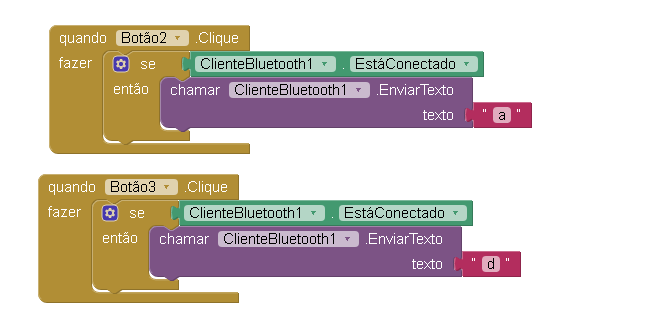 quando Botão2 .Clique
fazer se ClienteBluetooth1 . EstáConectado
então chamar ClienteBluetooth1 .EnviarTexto
texto " a "
quando Botão3 .Clique
fazer se ClienteBluetooth1 . EstáConectado
então chamar ClienteBluetooth1 .EnviarTexto
texto " d "